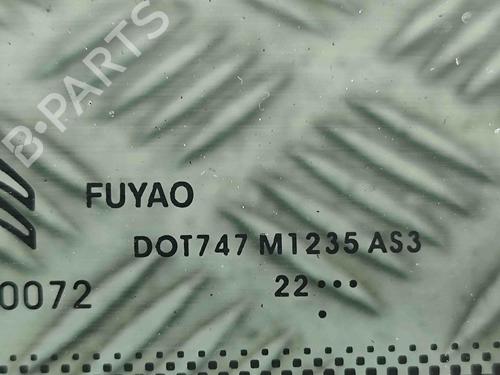 B-PARTS
FUYAO
DOT747 M1235 AS3
0072
22•••
•